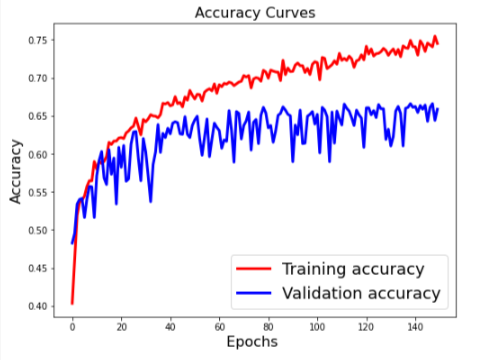 Accuracy Curves
Accuracy
0.75
0.70
0.65
0.60
0.55
0.50
0.45
0.40
Training accuracy
Validation accuracy
0 20 40 60 80 100 120 140
Epochs